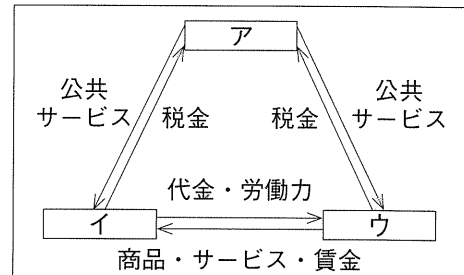 ア
公共
サービス
税金
税金
公共
サービス
代金・労働力
イ
ウ
商品・サービス・賃金